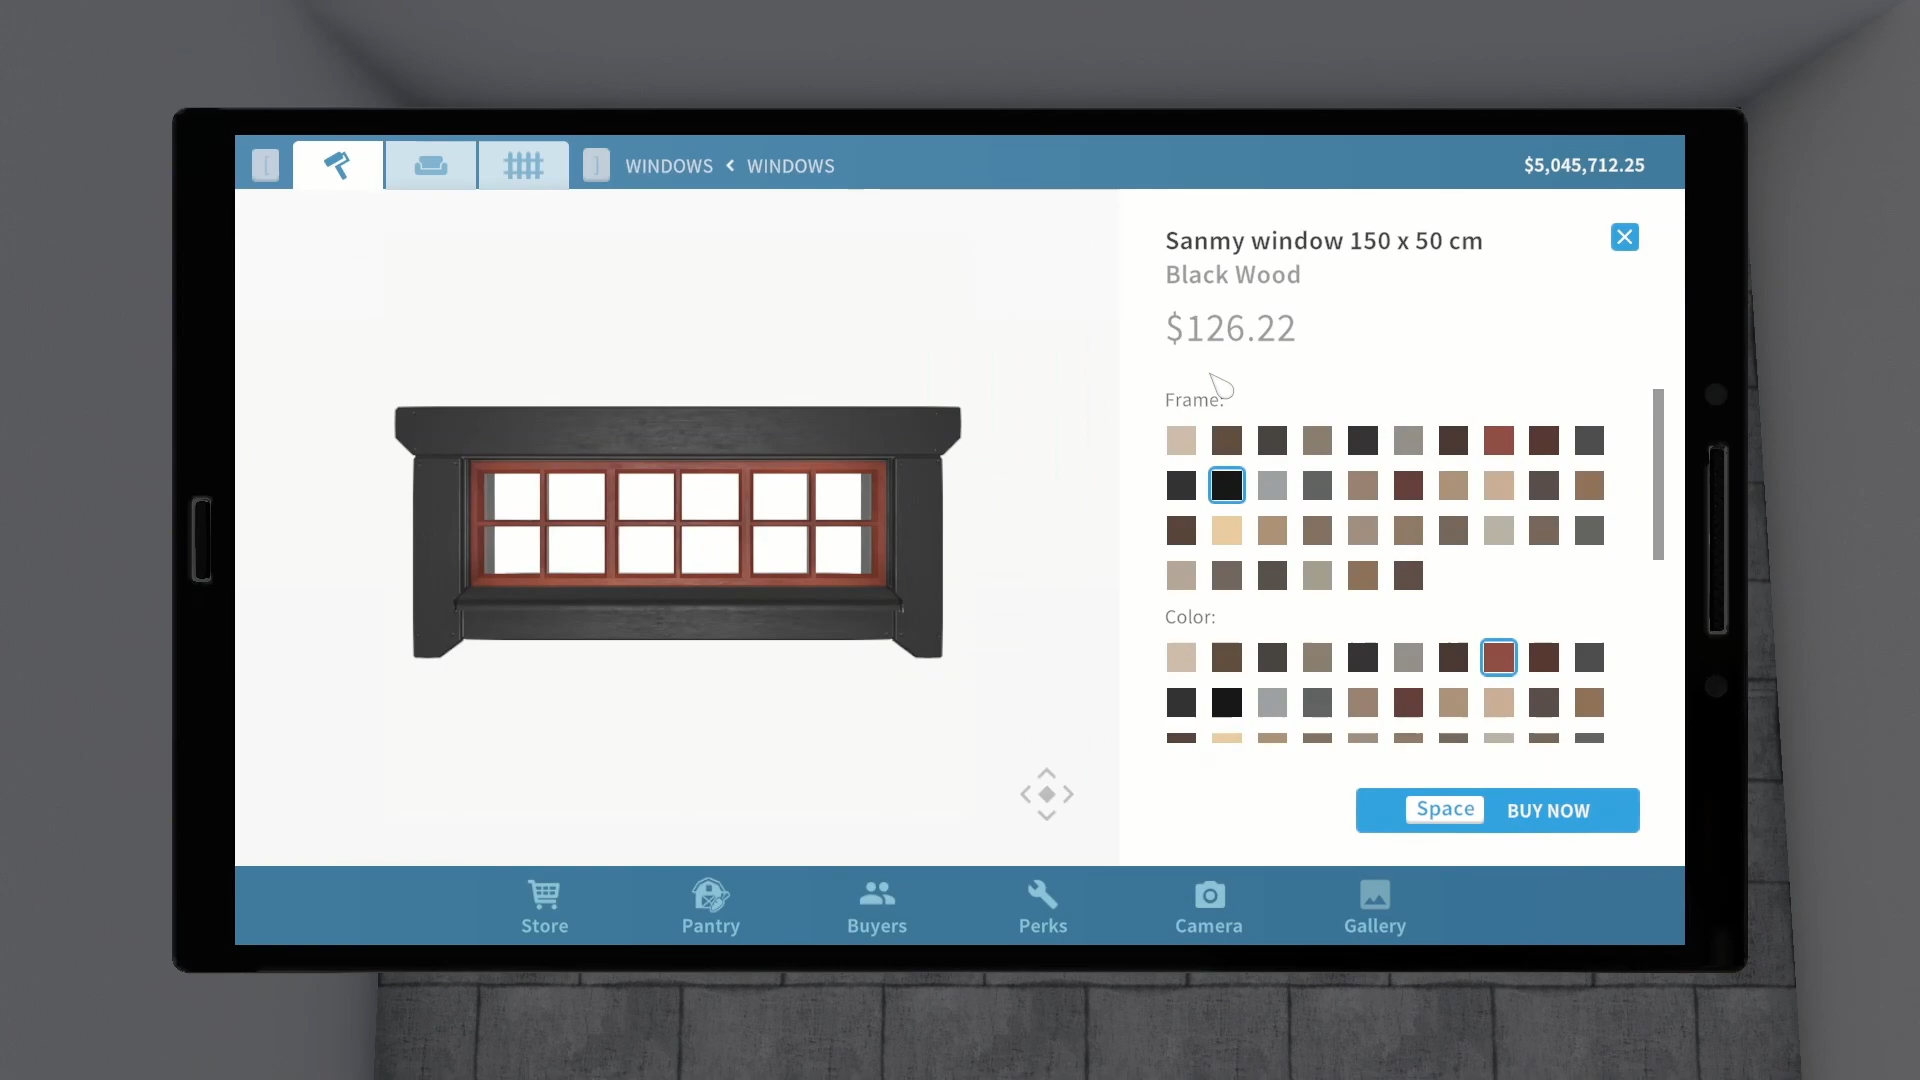 [ ] WINDOWS < WINDOWS $5,045,712.25
Sanmy window 150 x 50 cm
Black Wood
$126.22
Frame:
Color:
Space BUY NOW
Store Pantry Buyers Perks Camera Gallery